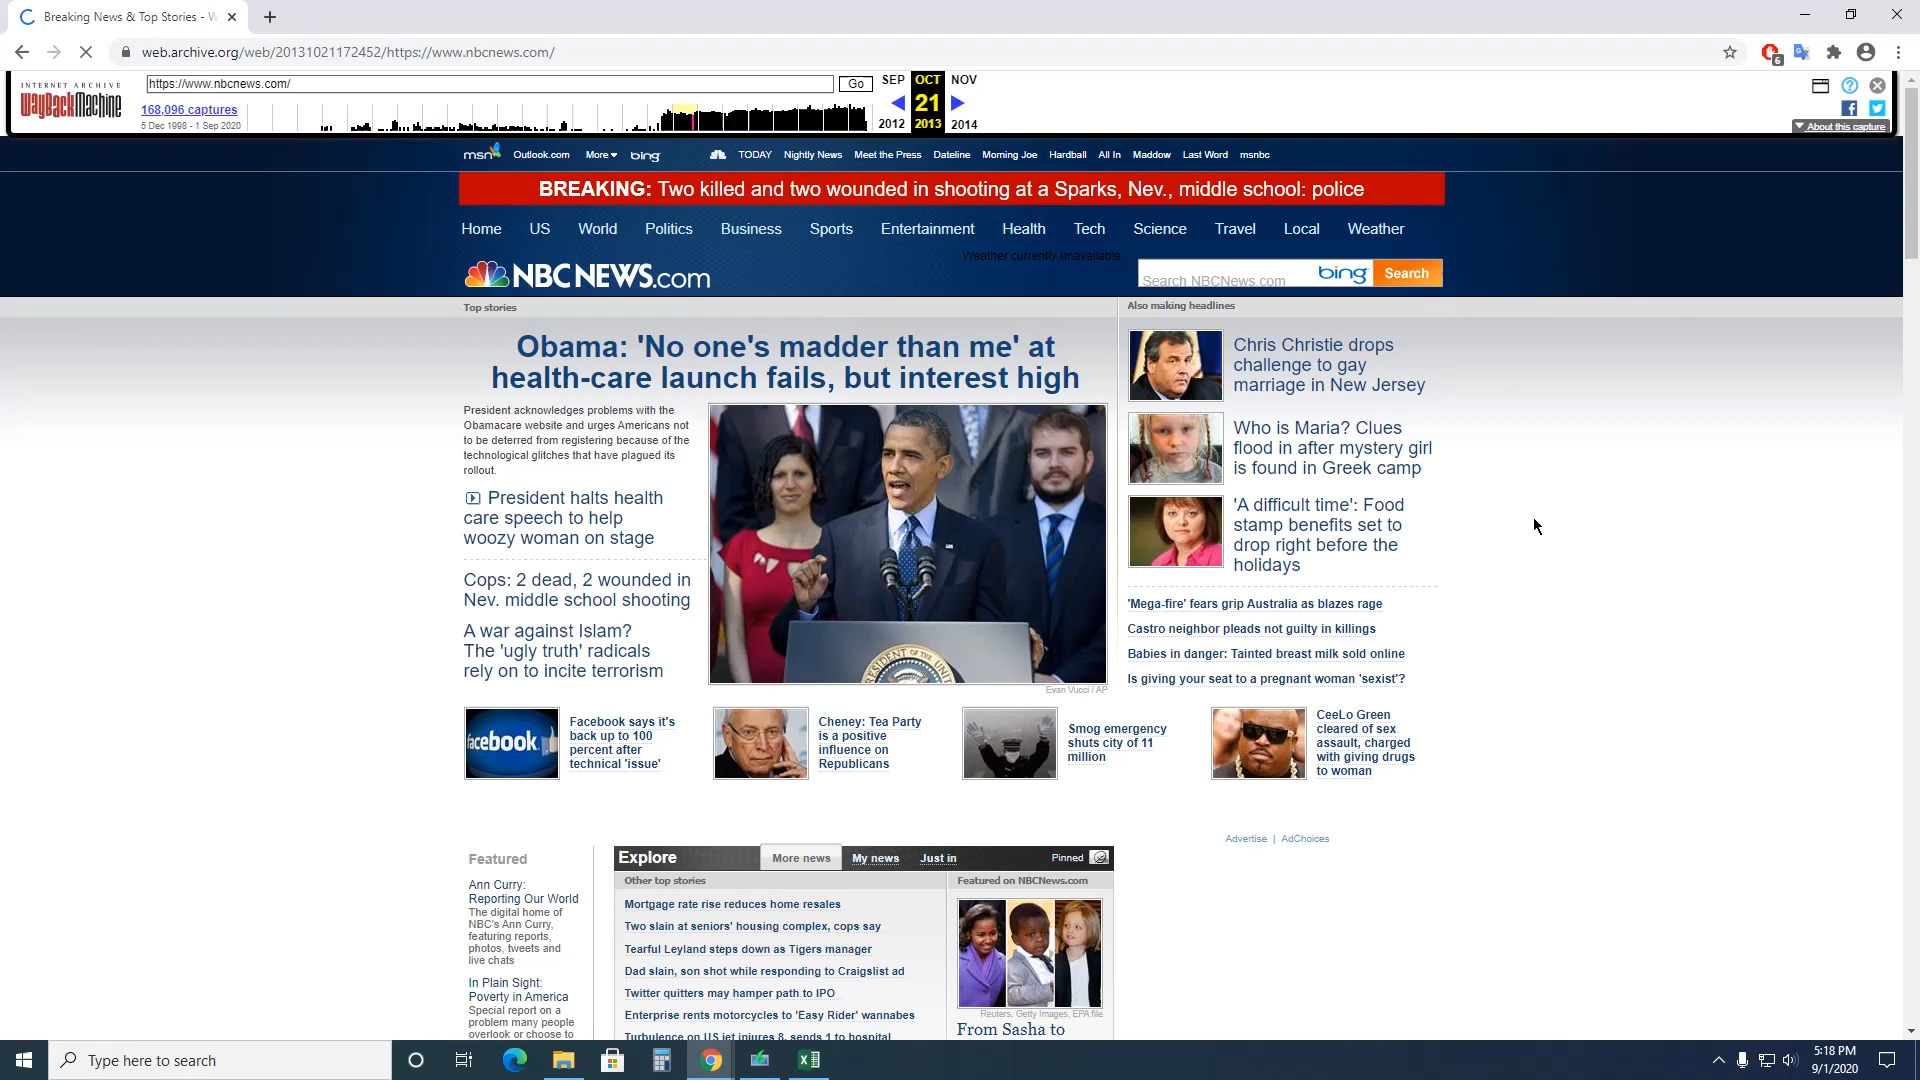 Breaking News & Top Stories - W
web.archive.org/web/20131021172452/https://www.nbcnews.com/
6
INTERNET ARCHIVE
WayBackMachine
https://www.nbcnews.com/
Go
SEP OCT NOV
168,096 captures
21
5 Dec 1998 - 1 Sep 2020
2012 2013 2014
About this capture
msn
Outlook.com
More
bing
TODAY
Nightly News
Meet the Press
Dateline
Morning Joe
Hardball
All In
Maddow
Last Word
msnbc
BREAKING: Two killed and two wounded in shooting at a Sparks, Nev., middle school: police
Home US World Politics Business Sports Entertainment Health Tech Science Travel Local Weather
Weather currently unavailable
NBCNEWS.com
Search NBCNews.com
bing
Search
Top stories
Obama: 'No one's madder than me' at
health-care launch fails, but interest high
President acknowledges problems with the
Obamacare website and urges Americans not
to be deterred from registering because of the
technological glitches that have plagued its
rollout.
President halts health
care speech to help
woozy woman on stage
Cops: 2 dead, 2 wounded in
Nev. middle school shooting
A war against Islam?
The 'ugly truth' radicals
rely on to incite terrorism
PRESIDENT OF THE UNITED
Evan Vucci / AP
Also making headlines
Chris Christie drops
challenge to gay
marriage in New Jersey
Who is Maria? Clues
flood in after mystery girl
is found in Greek camp
'A difficult time': Food
stamp benefits set to
drop right before the
holidays
'Mega-fire' fears grip Australia as blazes rage
Castro neighbor pleads not guilty in killings
Babies in danger: Tainted breast milk sold online
Is giving your seat to a pregnant woman 'sexist'?
facebook
Facebook says it's
back up to 100
percent after
technical 'issue'
Cheney: Tea Party
is a positive
influence on
Republicans
Smog emergency
shuts city of 11
million
CeeLo Green
cleared of sex
assault, charged
with giving drugs
to woman
Advertise | AdChoices
Featured
Ann Curry:
Reporting Our World
The digital home of
NBC's Ann Curry,
featuring reports,
photos, tweets and
live chats
In Plain Sight:
Poverty in America
Special report on a
problem many people
overlook or choose to
Explore
More news
My news
Just in
Pinned
Other top stories
Mortgage rate rise reduces home resales
Two slain at seniors' housing complex, cops say
Tearful Leyland steps down as Tigers manager
Dad slain, son shot while responding to Craigslist ad
Twitter quitters may hamper path to IPO
Enterprise rents motorcycles to 'Easy Rider' wannabes
Turbulence on US jet injures 8, sends 1 to hospital
Featured on NBCNews.com
Reuters, Getty Images, EPA file
From Sasha to
Type here to search
5:18 PM
9/1/2020